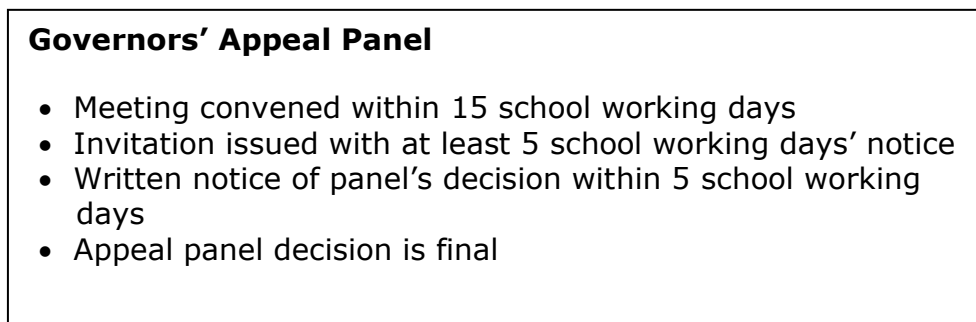 Governors’ Appeal Panel
• Meeting convened within 15 school working days
• Invitation issued with at least 5 school working days’ notice
• Written notice of panel’s decision within 5 school working
days
• Appeal panel decision is final